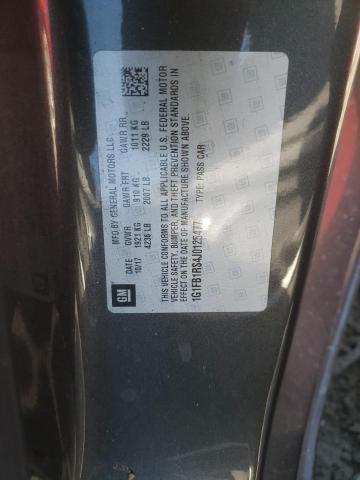 MFD BY GENERAL MOTORS LLC
DATE GVWR GAWR FRT GAWR RR
10/17 1921 KG 910 KG 1011 KG
4236 LB 2007 LB 2229 LB
THIS VEHICLE CONFORMS TO ALL APPLICABLE U.S. FEDERAL MOTOR
VEHICLE SAFETY, BUMPER, AND THEFT PREVENTION STANDARDS IN
EFFECT ON THE DATE OF MANUFACTURE SHOWN ABOVE.
1G1FB1RS4J0125477 TYPE: PASS CAR
GM